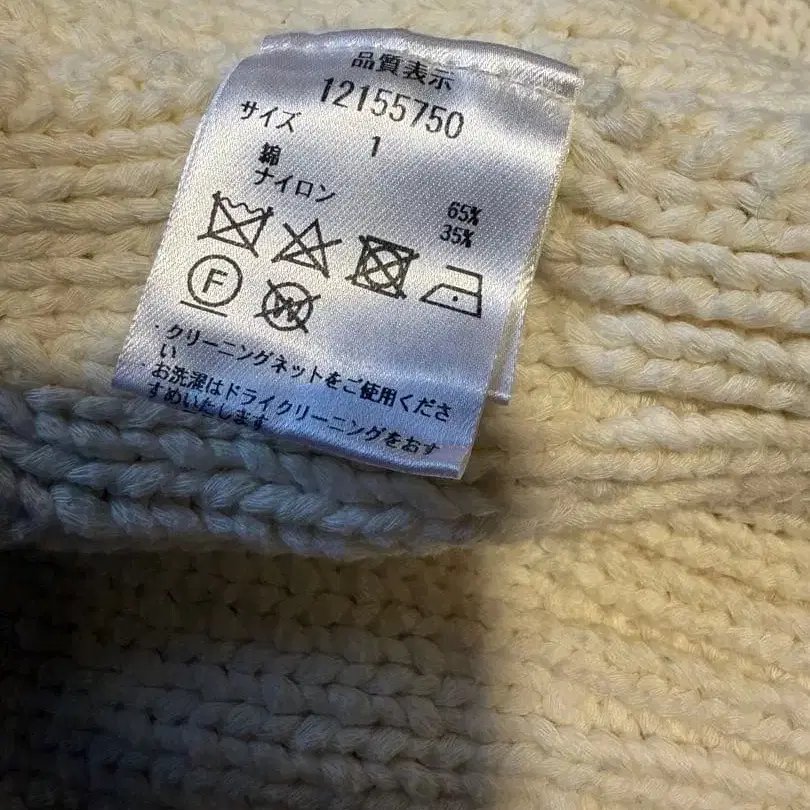 品質表示
12155750
サイズ 1
綿 65%
ナイロン 35%
F W
・クリーニングネットをご使用くださ
い
・お洗濯はドライクリーニングをおす
すめいたします